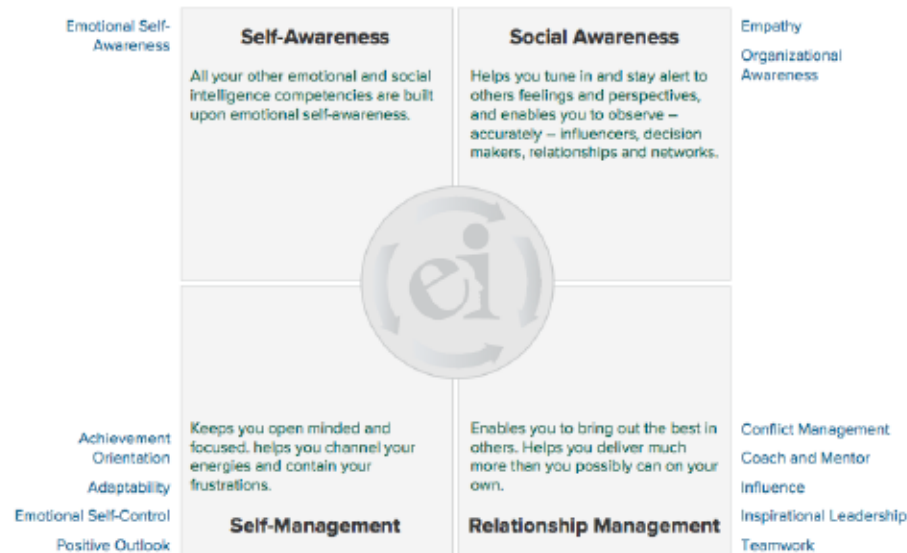 Emotional Self-
Awareness
Self-Awareness
All your other emotional and social
intelligence competencies are built
upon emotional self-awareness.
Social Awareness
Helps you tune in and stay alert to
others feelings and perspectives,
and enables you to observe –
accurately – influencers, decision
makers, relationships and networks.
Empathy
Organizational
Awareness
ei
Achievement
Orientation
Adaptability
Emotional Self-Control
Positive Outlook
Keeps you open minded and
focused. helps you channel your
energies and contain your
frustrations.
Self-Management
Enables you to bring out the best in
others. Helps you deliver much
more than you possibly can on your
own.
Relationship Management
Conflict Management
Coach and Mentor
Influence
Inspirational Leadership
Teamwork